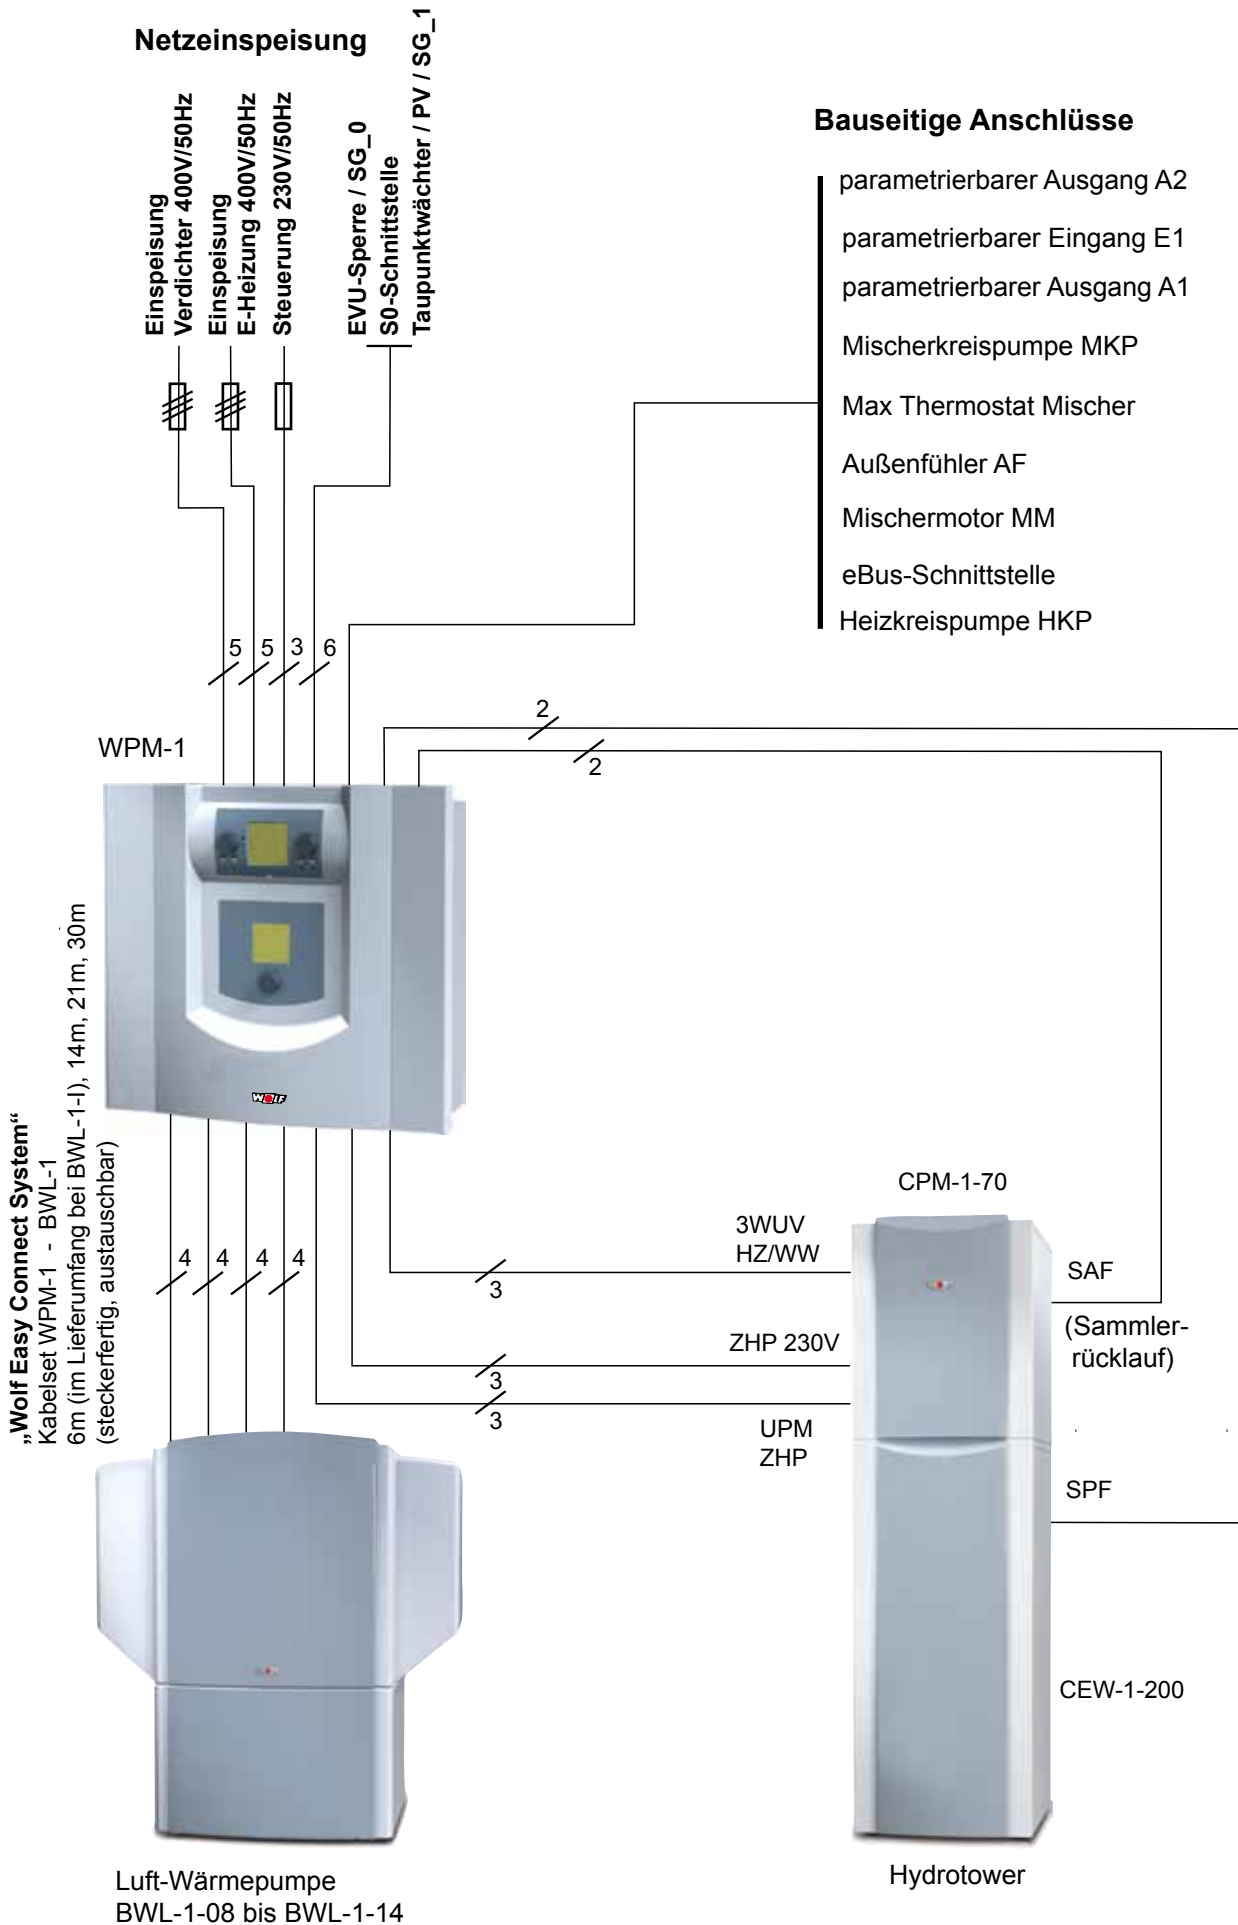 Netzeinspeisung
Einspeisung
Verdichter 400V/50Hz
Einspeisung
E-Heizung 400V/50Hz
Steuerung 230V/50Hz
EVU-Sperre / SG_0
S0-Schnittstelle
Taupunktwächter / PV / SG_1
Bauseitige Anschlüsse
parametrierbarer Ausgang A2
parametrierbarer Eingang E1
parametrierbarer Ausgang A1
Mischerkreispumpe MKP
Max Thermostat Mischer
Außenfühler AF
Mischermotor MM
eBus-Schnittstelle
Heizkreispumpe HKP
5 5 3 6
2
2
WPM-1
WOLF
„Wolf Easy Connect System“
Kabelset WPM-1 - BWL-1
6m (im Lieferumfang bei BWL-1-I), 14m, 21m, 30m
(steckerfertig, austauschbar)
4 4 4 4
3WUV
HZ/WW
3
ZHP 230V
3
3
UPM
ZHP
CPM-1-70
SAF
(Sammler-
rücklauf)
SPF
CEW-1-200
Hydrotower
Luft-Wärmepumpe
BWL-1-08 bis BWL-1-14